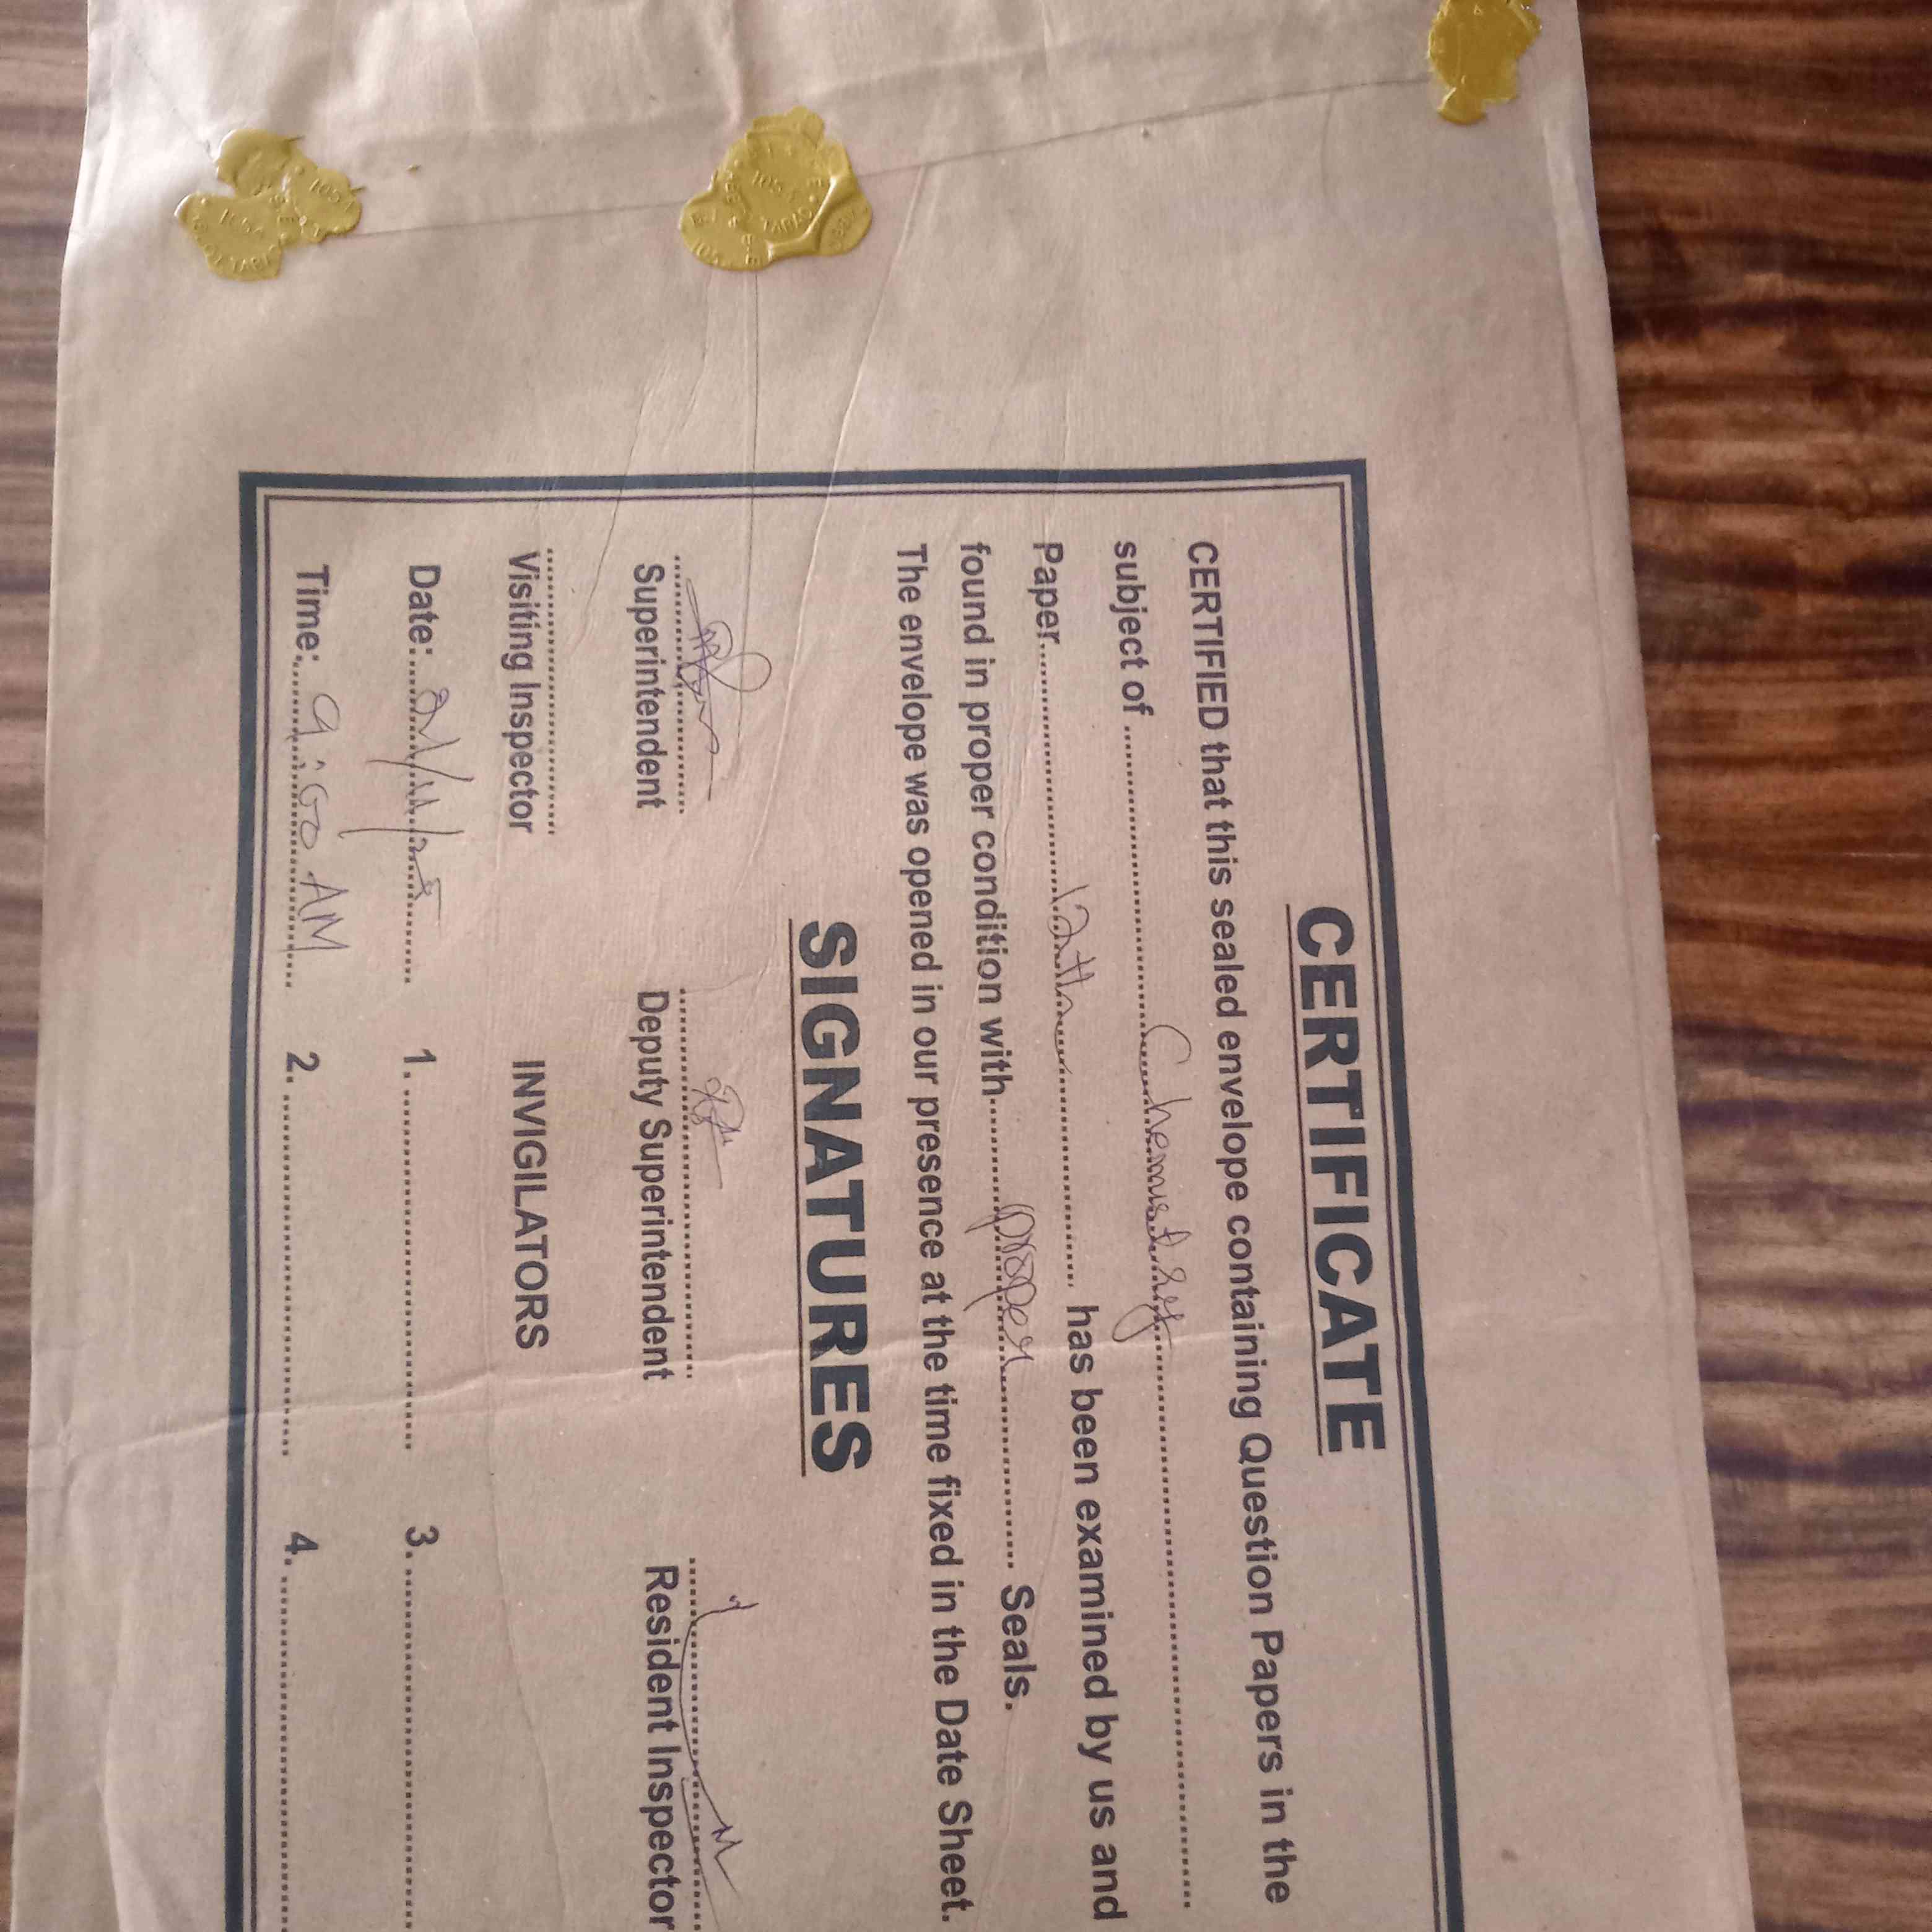 CERTIFICATE
CERTIFIED that this sealed envelope containing Question Papers in the
subject of ........ Chemistry ........
Paper ........ 12th ........ has been examined by us and
found in proper condition with ........ proper ........ Seals.
The envelope was opened in our presence at the time fixed in the Date Sheet.
SIGNATURES
Superintendent Deputy Superintendent Resident Inspector
Visiting Inspector INVIGILATORS
Date: ........ 1. ........ 3. ........
Time: ........ AM ........ 2. ........ 4. ........